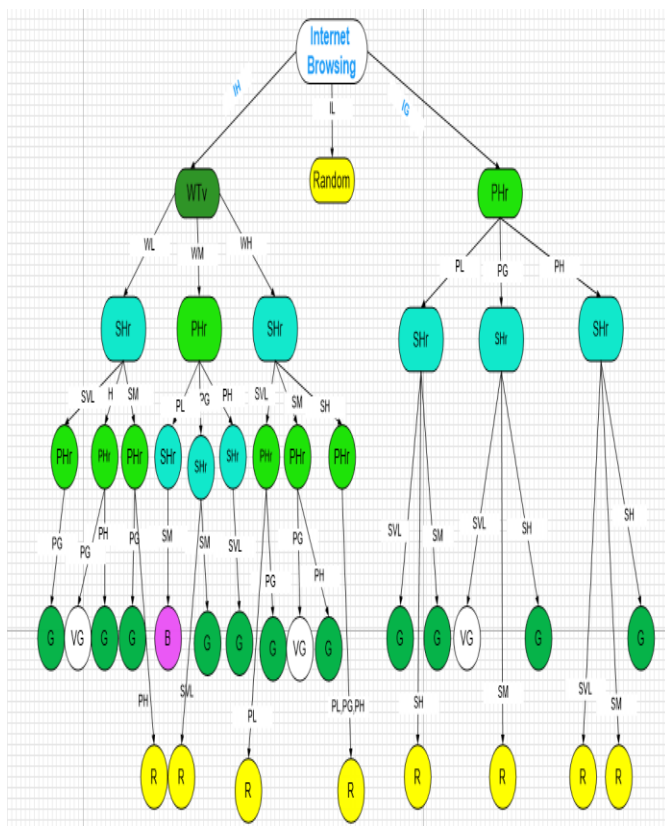 Internet
Browsing
IH
IL
IG
WTv
Random
PHr
WL
WM
WH
PL
PG
PH
SHr
PHr
SHr
SHr
SHr
SHr
SVL
H
SM
PL
PG
PH
SVL
SM
SH
PHr
PHr
PHr
SHr
SHr
SHr
PHr
PHr
PHr
PG
PG
PH
PG
SM
SM
SVL
PG
PG
PH
SVL
SM
SVL
SH
SH
G
VG
G
G
B
G
G
G
VG
G
G
G
VG
G
G
PH
SVL
PL
PL,PG,PH
SH
SM
SVL
SM
R
R
R
R
R
R
R
R